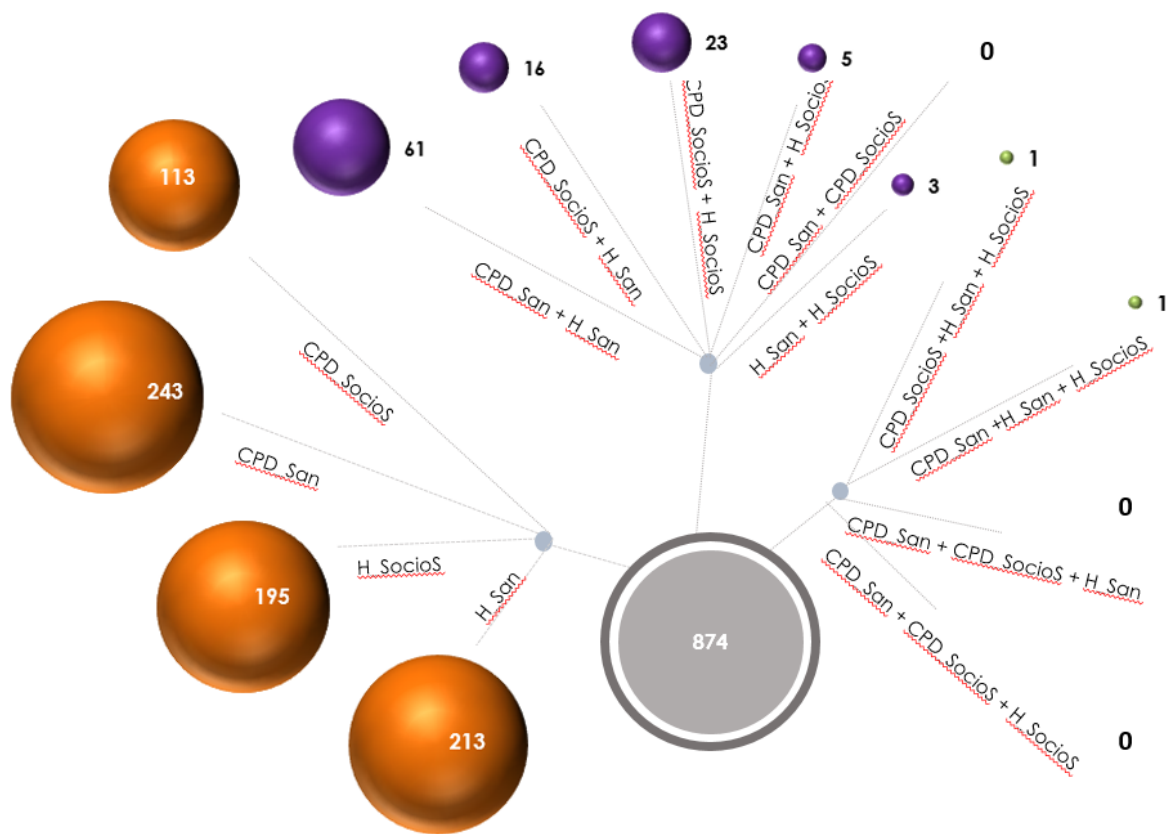 113
CPD_SocioS
243
CPD_San
195
H_SocioS
213
H_San
61
CPD_San + H_San
16
CPD_SocioS + H_San
23
CPD_SocioS + H_SocioS
5
CPD_San + H_SocioS
0
CPD_San + CPD_SocioS
3
H_San + H_SocioS
1
CPD_SocioS +H_San + H_SocioS
1
CPD_San +H_San + H_SocioS
0
CPD_San + CPD_SocioS + H_San
0
CPD_San + CPD_SocioS + H_SocioS
874